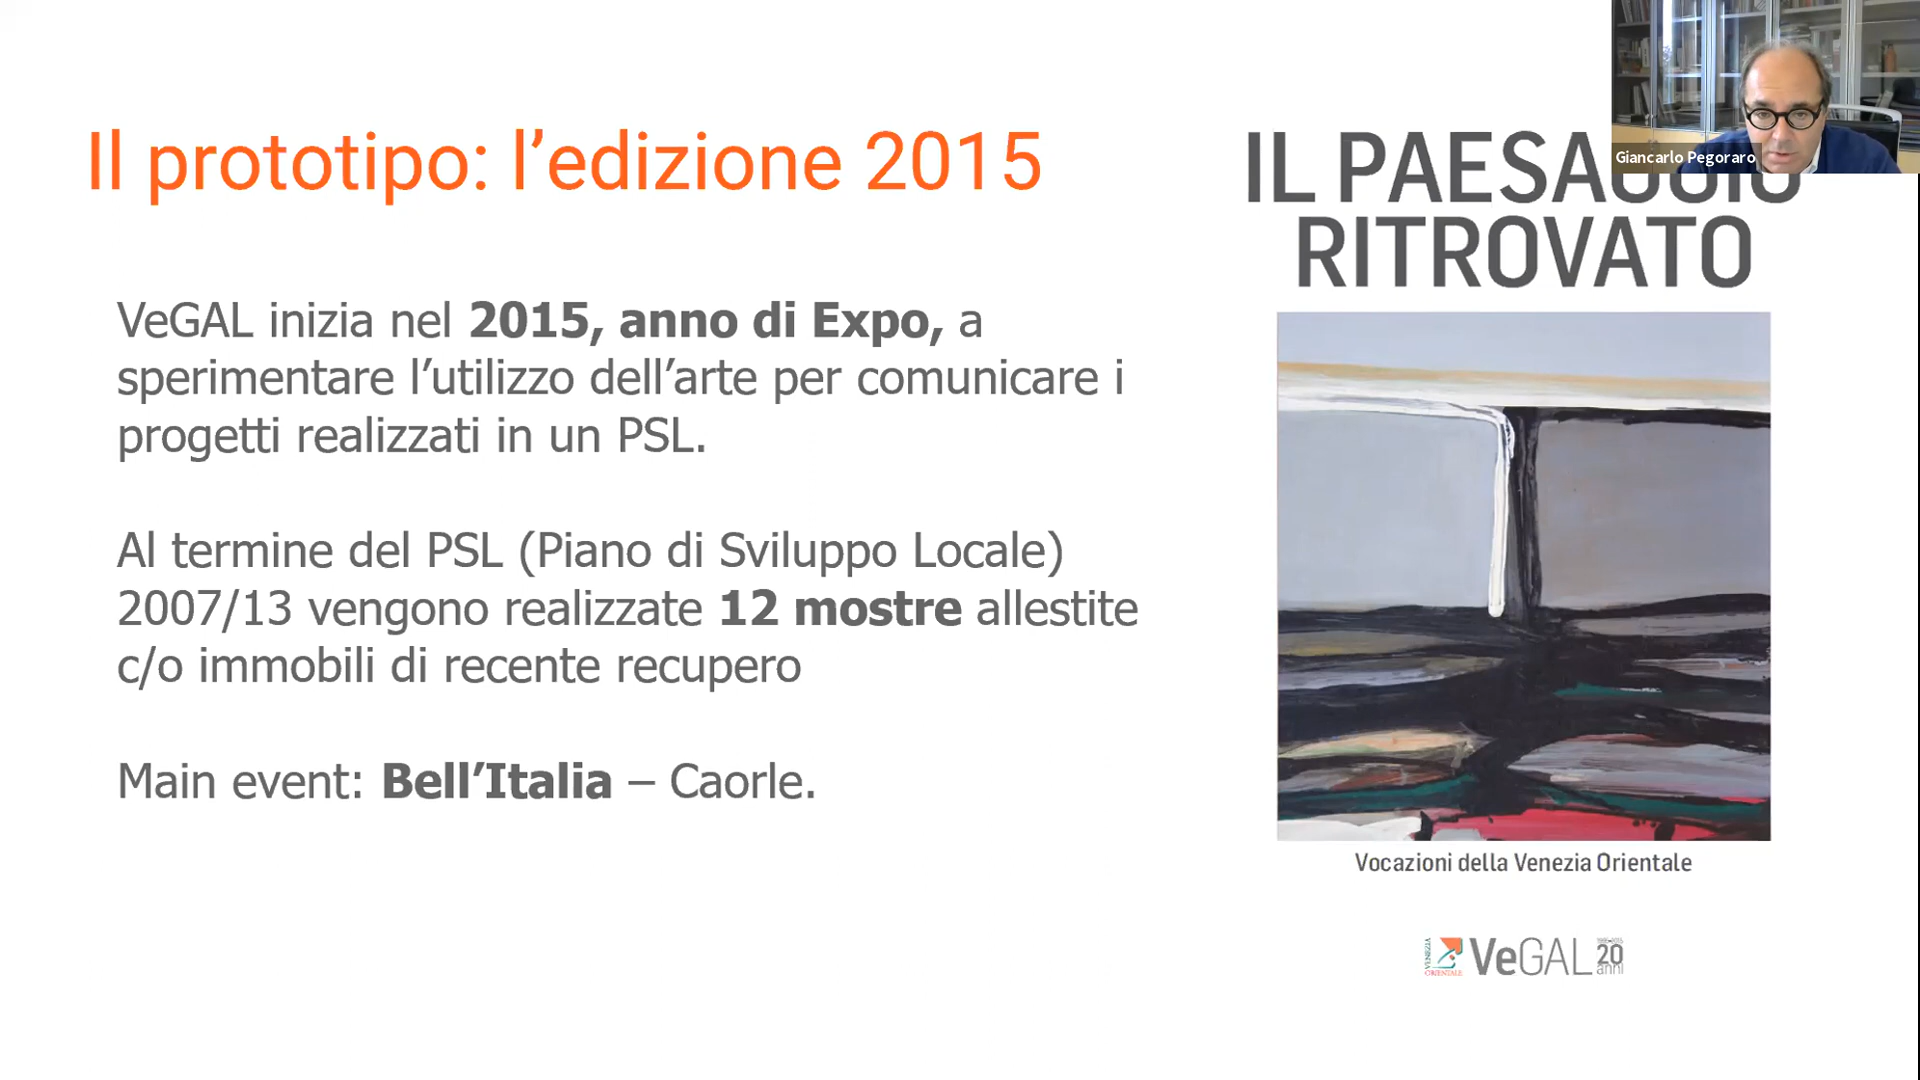 Il prototipo: l’edizione 2015
VeGAL inizia nel 2015, anno di Expo, a
sperimentare l’utilizzo dell’arte per comunicare i
progetti realizzati in un PSL.
Al termine del PSL (Piano di Sviluppo Locale)
2007/13 vengono realizzate 12 mostre allestite
c/o immobili di recente recupero
Main event: Bell’Italia – Caorle.
Giancarlo Pegoraro
IL PAESAGGIO
RITROVATO
Vocazioni della Venezia Orientale
VENEZIA
ORIENTALE
VeGAL
20
anni